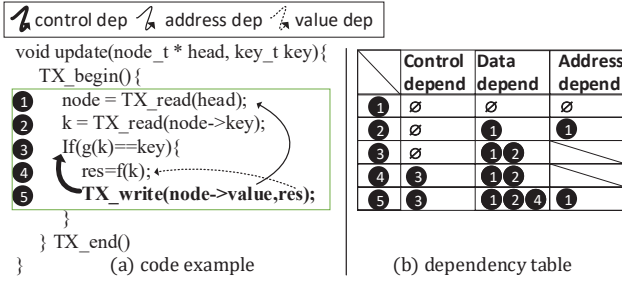 control dep address dep value dep
void update(node_t * head, key_t key){
TX_begin(){
1 node = TX_read(head);
2 k = TX_read(node->key);
3 If(g(k)==key){
4 res=f(k);
5 TX_write(node->value,res);
}
} TX_end()
}
(a) code example
Control depend Data depend Address depend
1 ∅ ∅ ∅
2 ∅ 1 1
3 ∅ 1 2
4 3 1 2
5 3 1 2 4 1
(b) dependency table